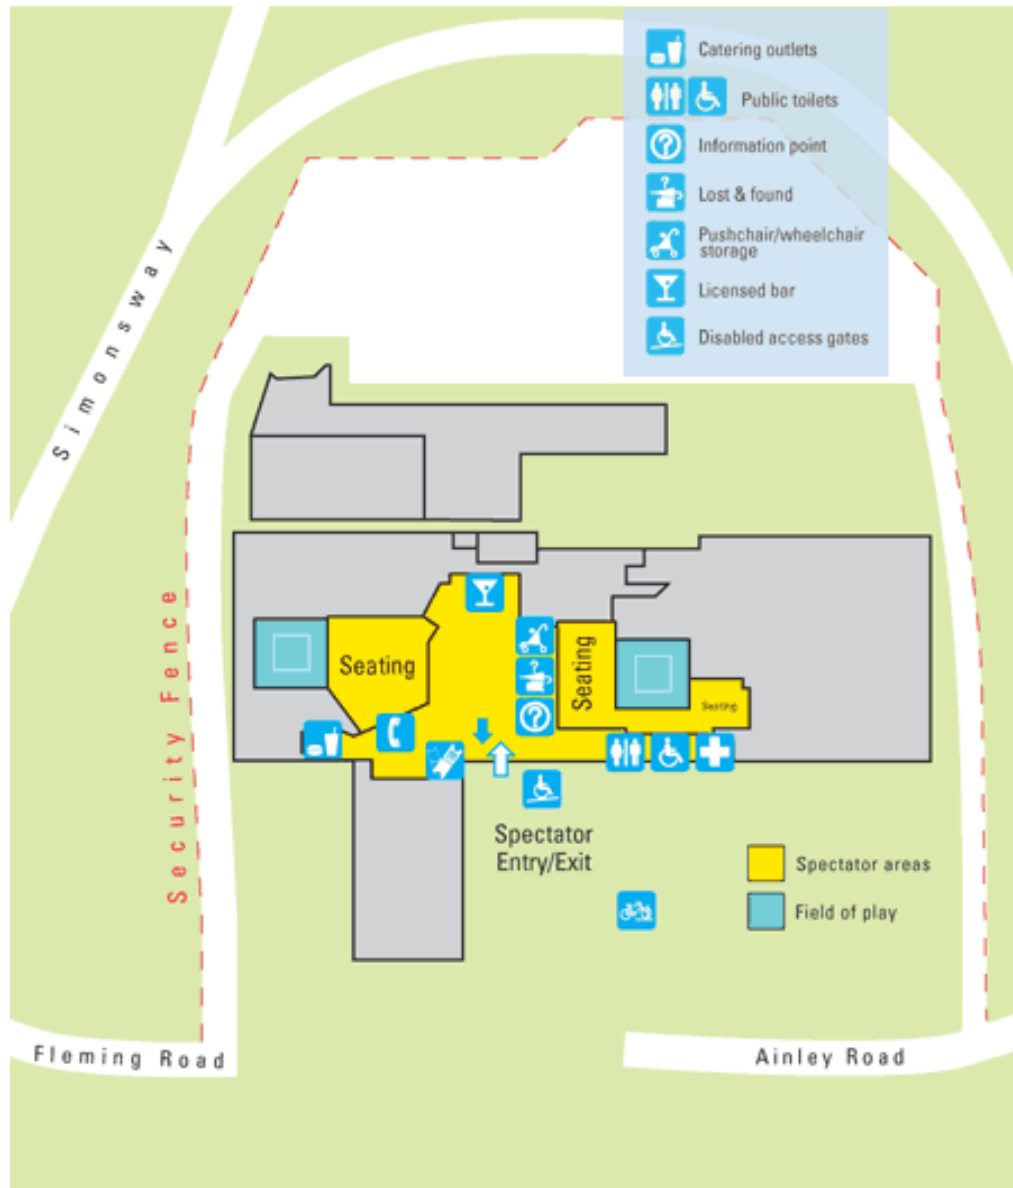 Catering outlets
Public toilets
Information point
Lost & found
Pushchair/wheelchair
storage
Licensed bar
Disabled access gates
Simonsway
Security Fence
Seating
Seating
Seating
Spectator
Entry/Exit
Spectator areas
Field of play
Fleming Road
Ainley Road